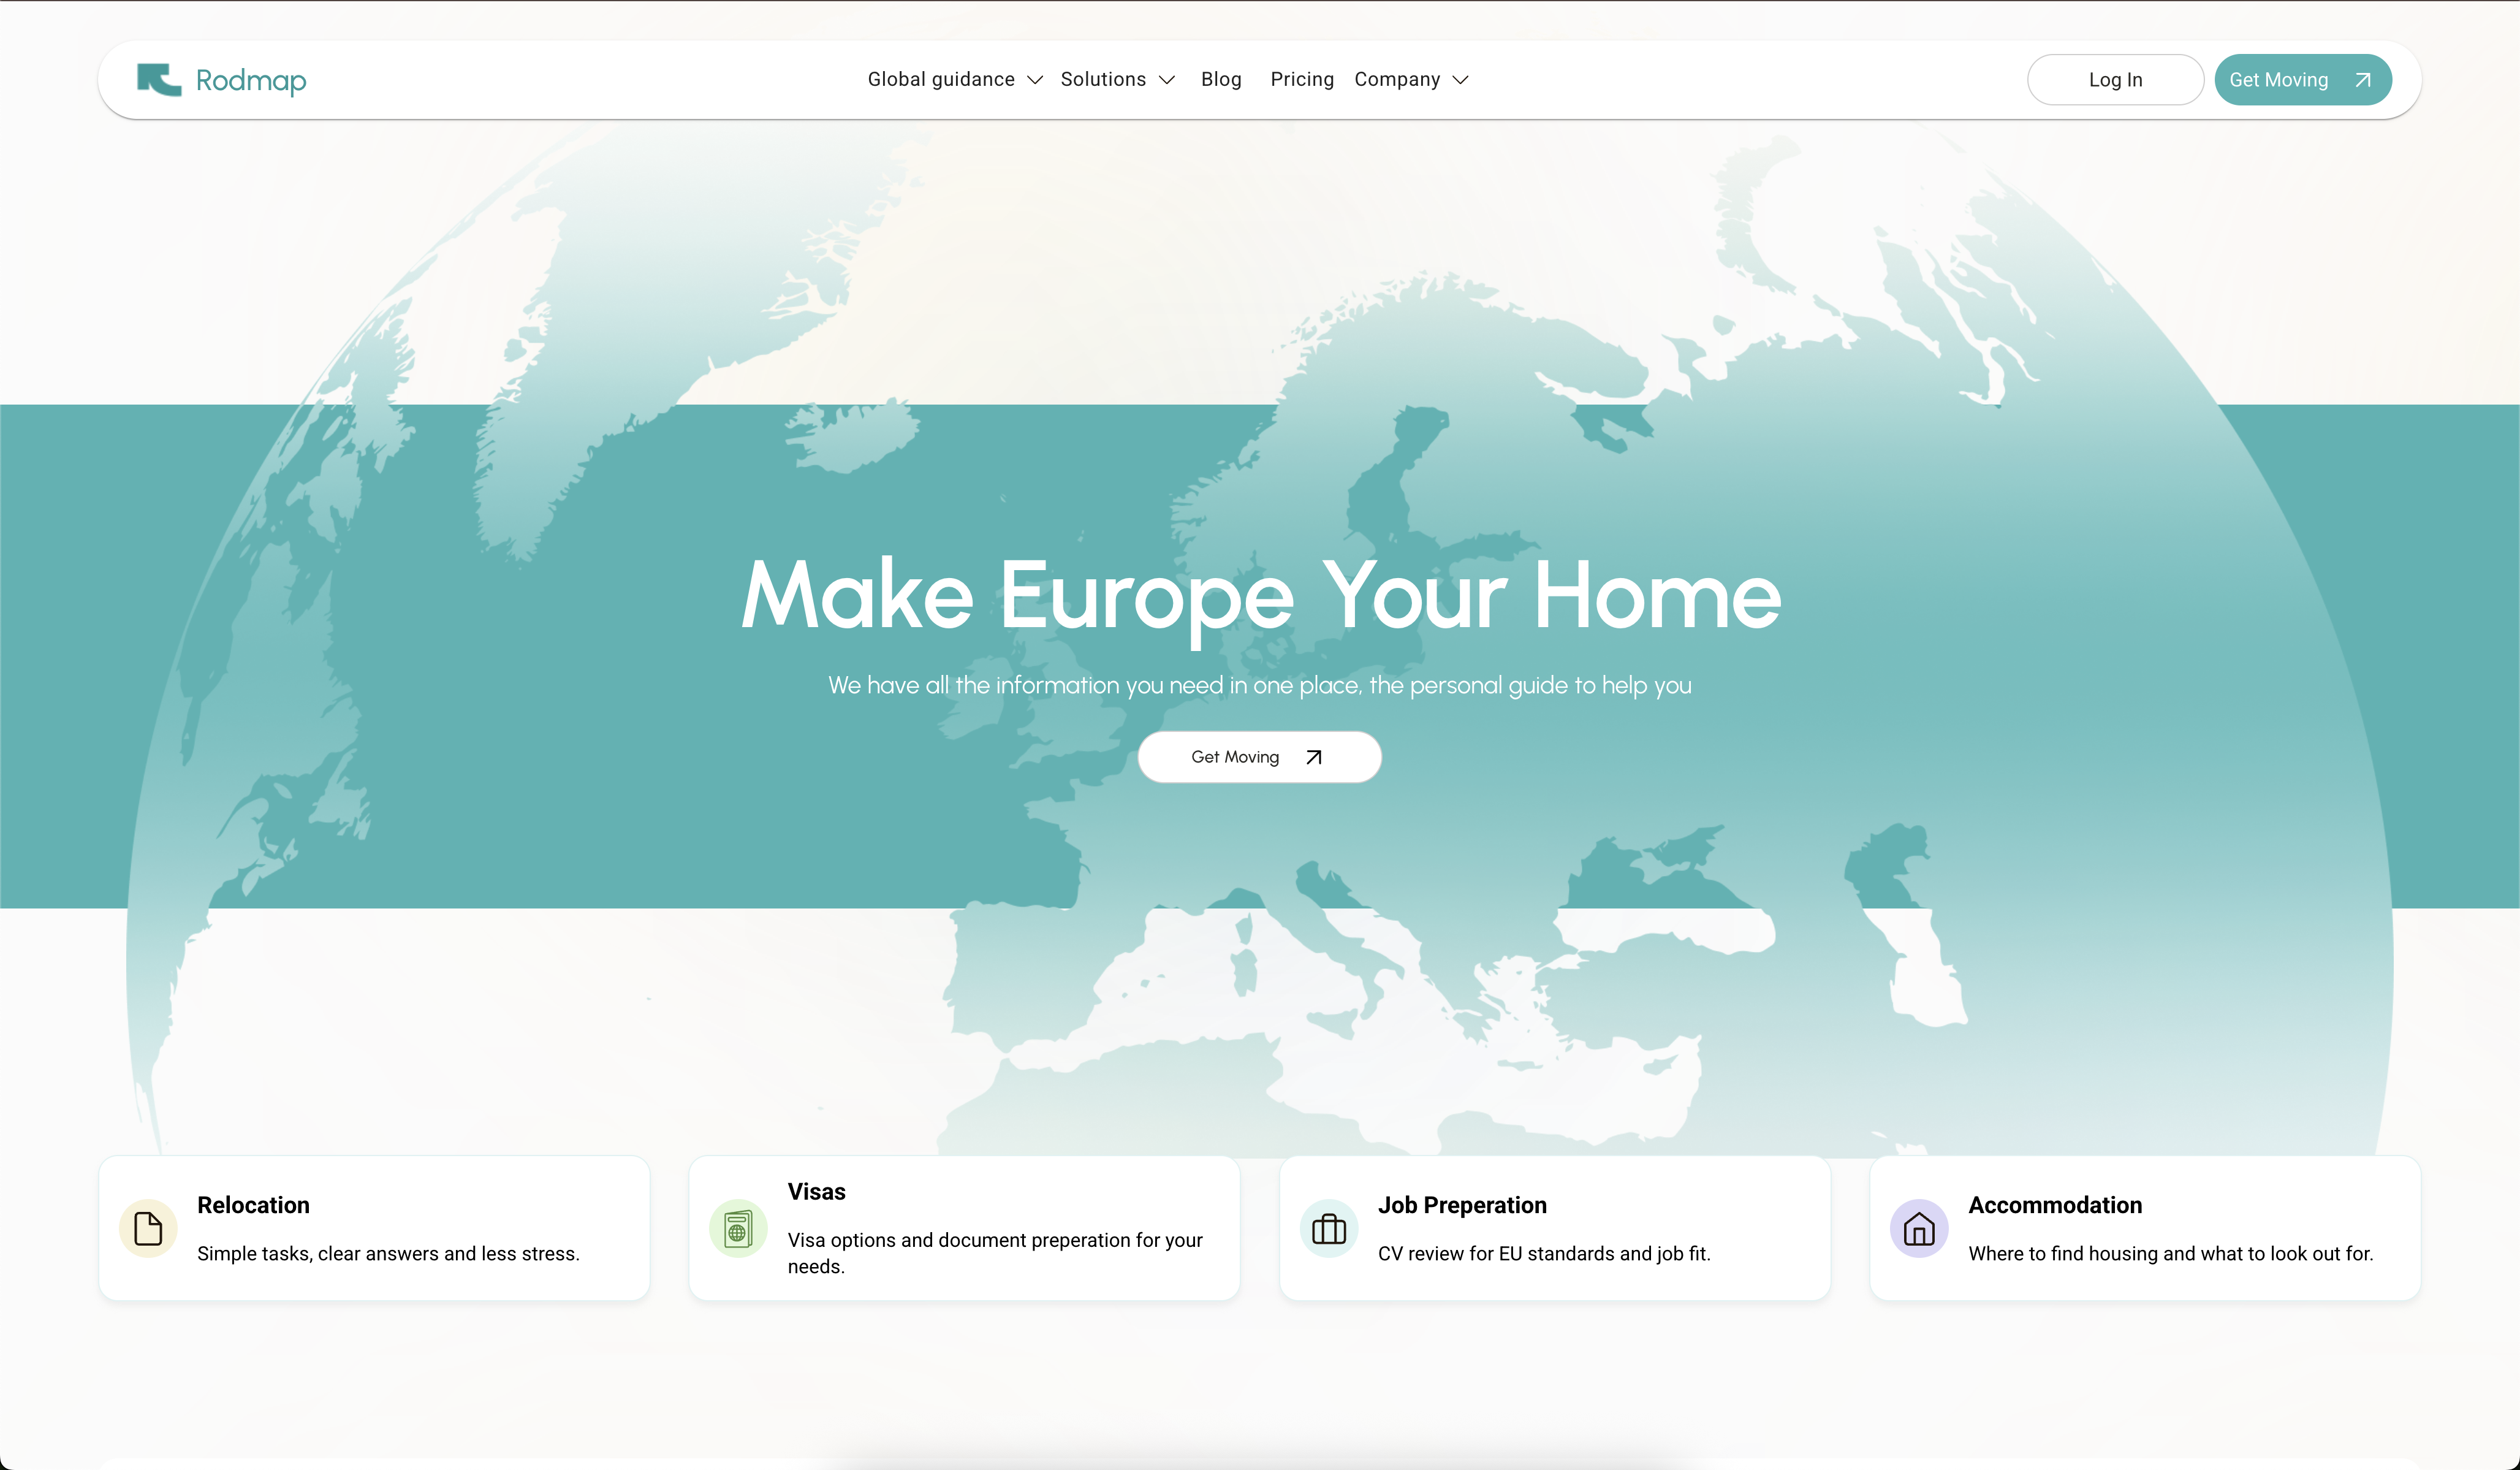 Rodmap
Global guidance
Solutions
Blog
Pricing
Company
Log In
Get Moving
Make Europe Your Home
We have all the information you need in one place, the personal guide to help you
Get Moving
Relocation
Simple tasks, clear answers and less stress.
Visas
Visa options and document preperation for your
needs.
Job Preperation
CV review for EU standards and job fit.
Accommodation
Where to find housing and what to look out for.